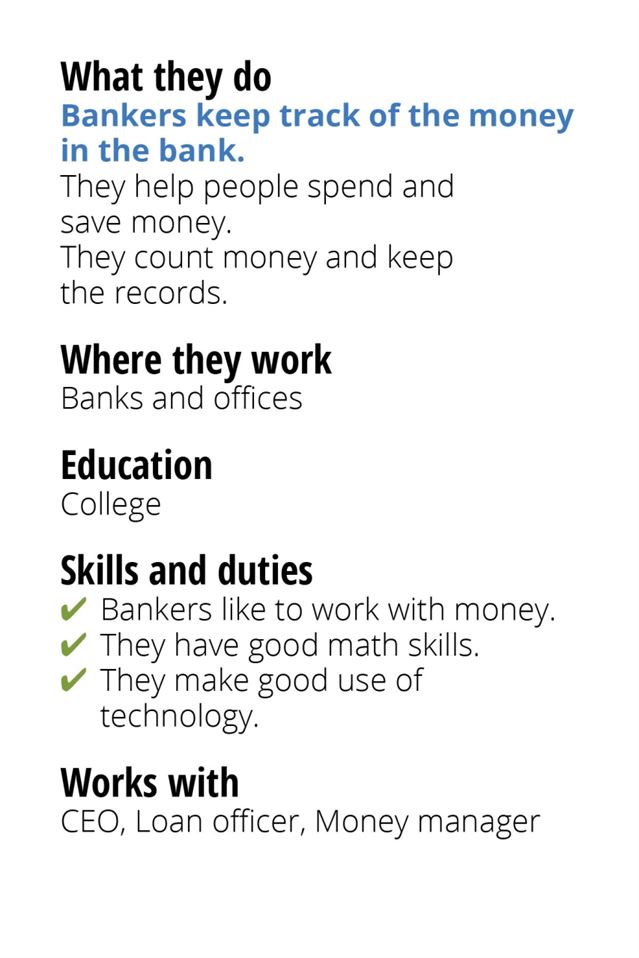 What they do
Bankers keep track of the money
in the bank.
They help people spend and
save money.
They count money and keep
the records.
Where they work
Banks and offices
Education
College
Skills and duties
✔ Bankers like to work with money.
✔ They have good math skills.
✔ They make good use of
technology.
Works with
CEO, Loan officer, Money manager